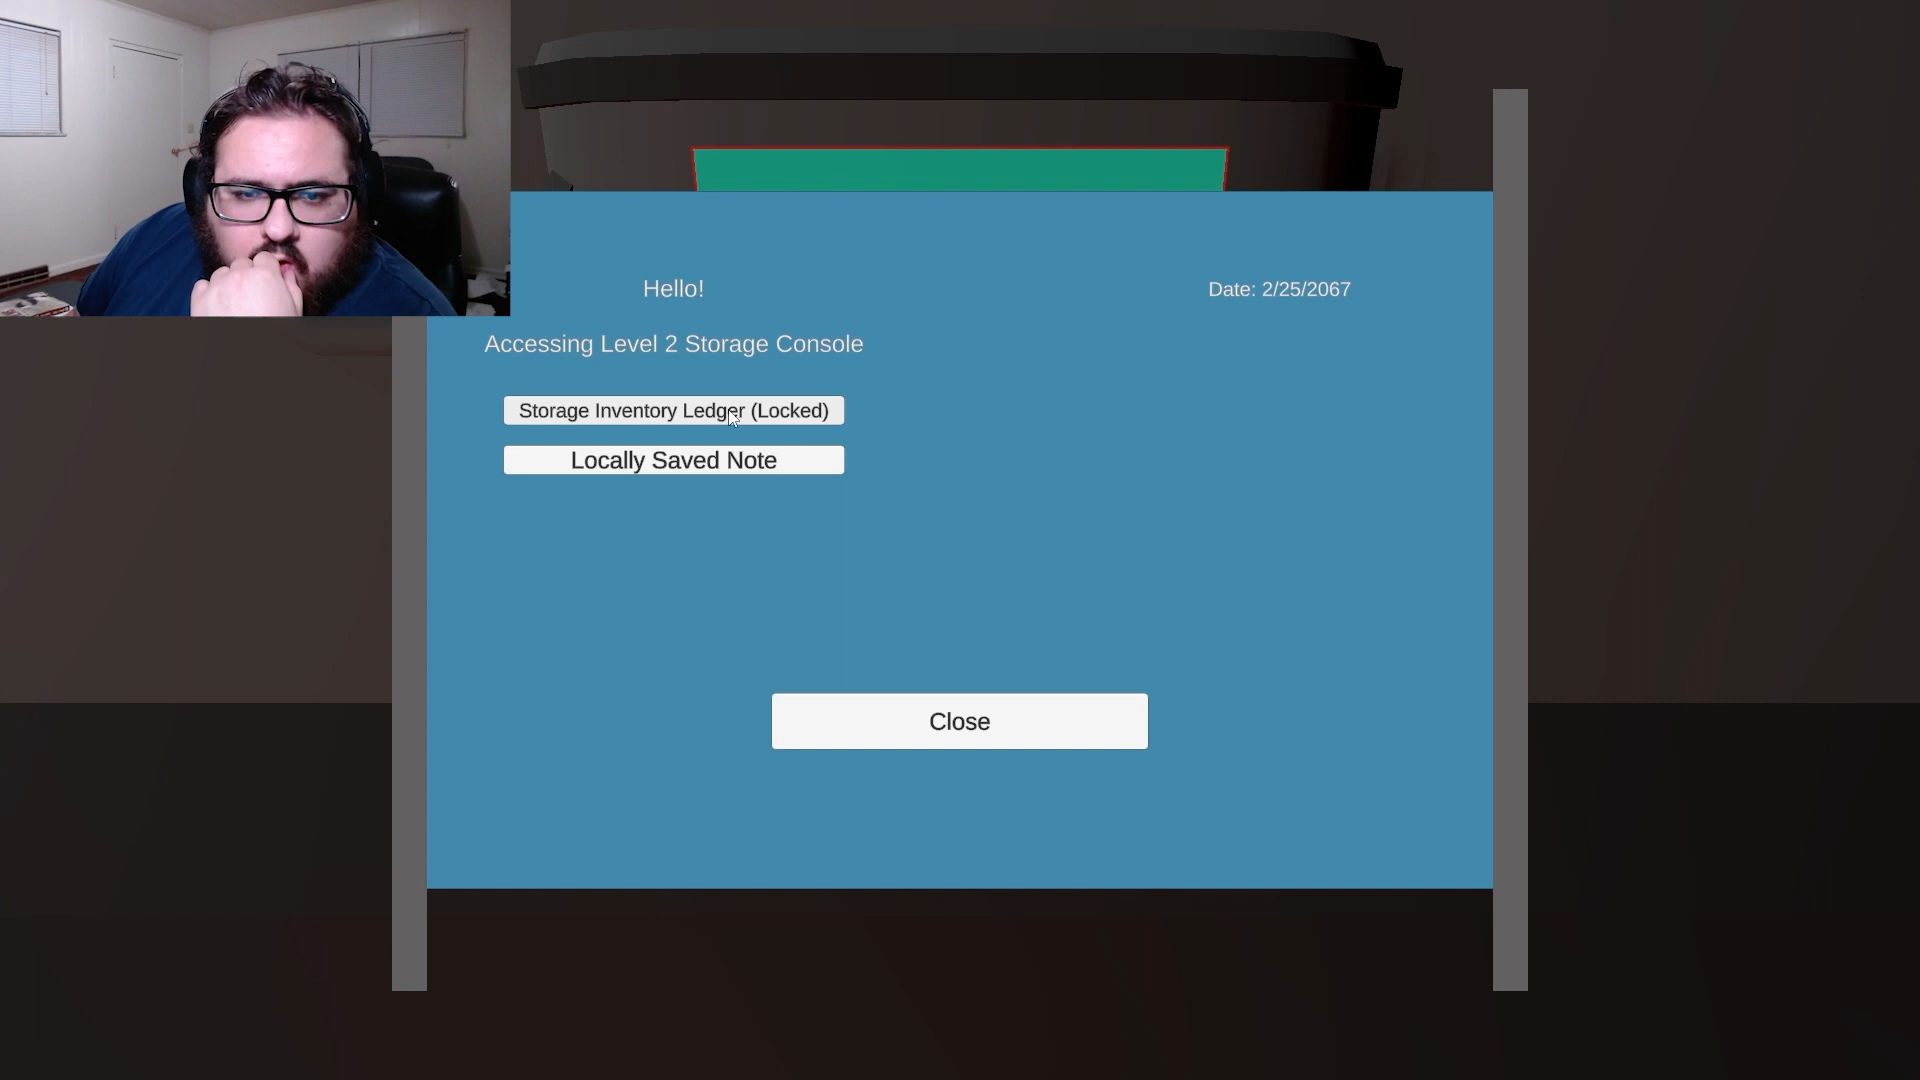 Hello!
Date: 2/25/2067
Accessing Level 2 Storage Console
Storage Inventory Ledger (Locked)
Locally Saved Note
Close